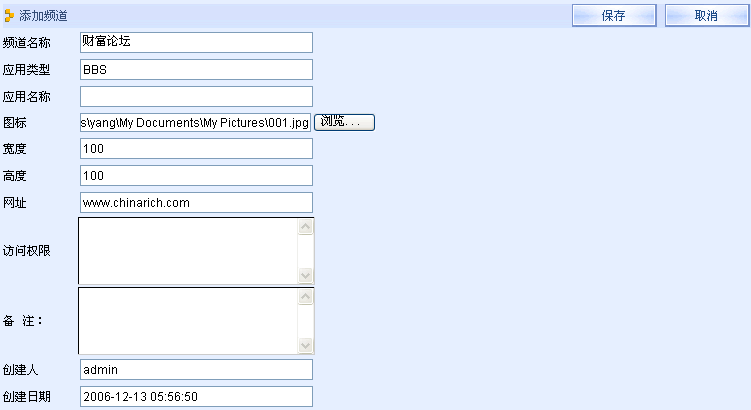 添加频道 保存 取消
频道名称 财富论坛
应用类型 BBS
应用名称
图标 s\yang\My Documents\My Pictures\001.jpg 浏览...
宽度 100
高度 100
网址 www.chinarich.com
访问权限
备 注：
创建人 admin
创建日期 2006-12-13 05:56:50